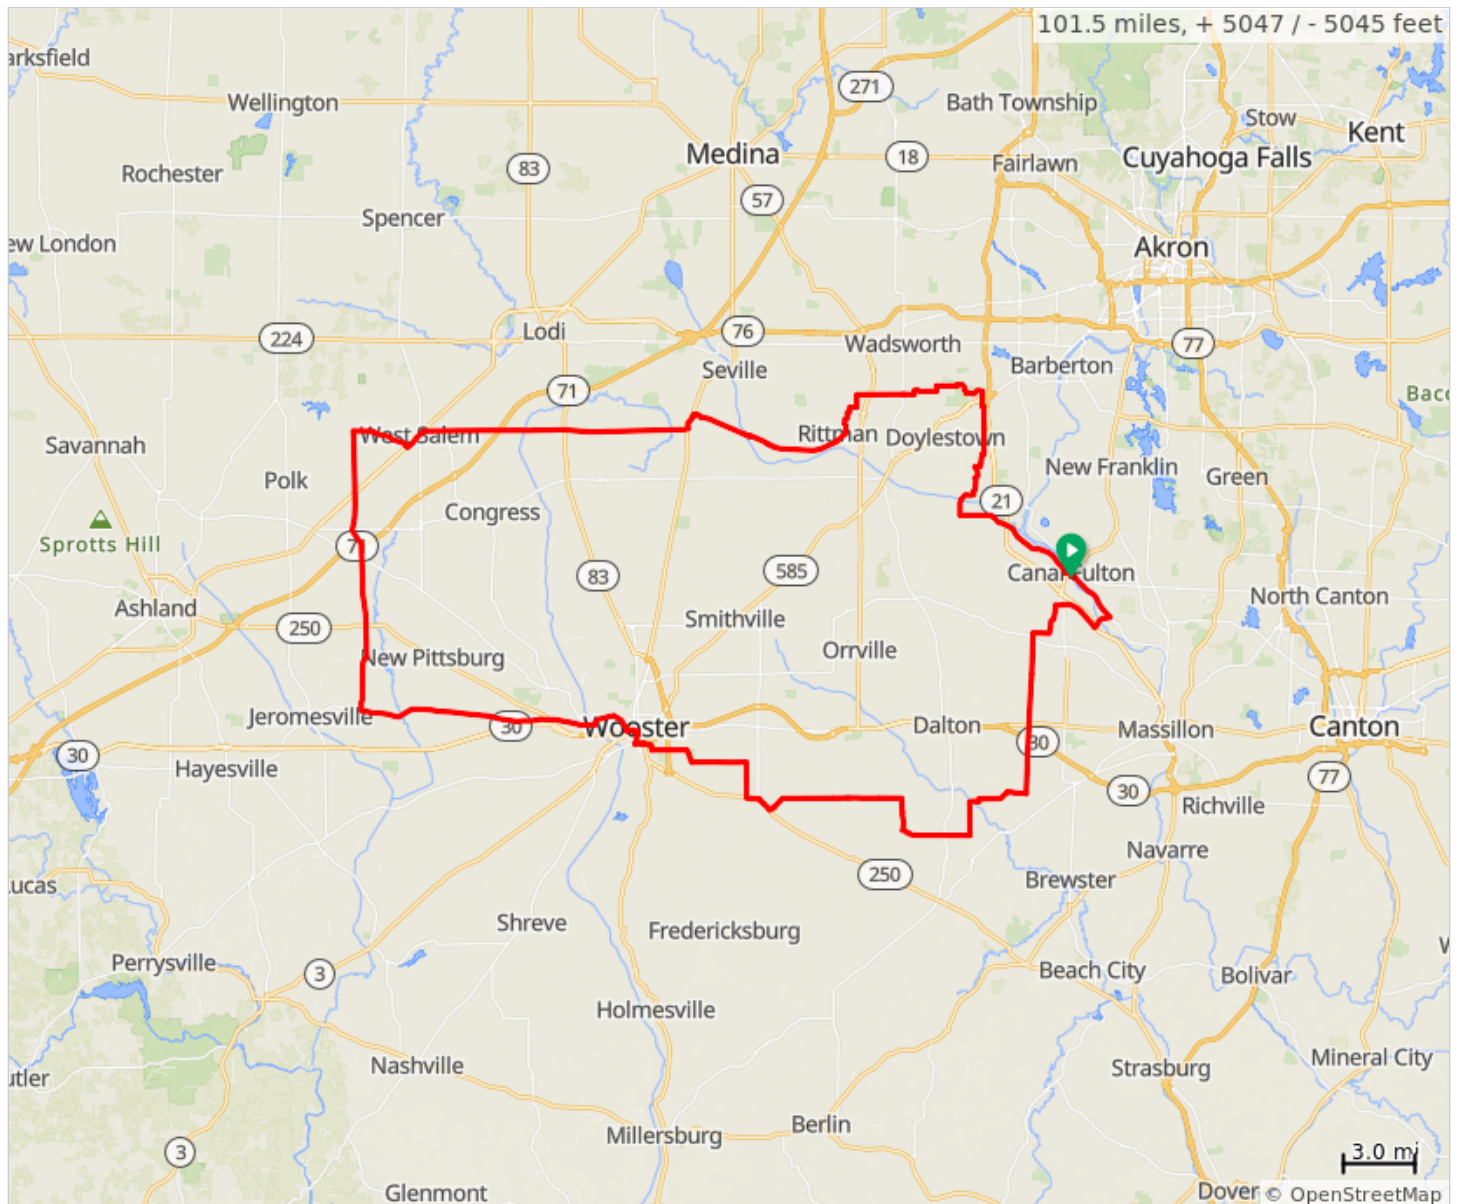 101.5 miles, + 5047 / - 5045 feet
arksfield
Wellington
271
Bath Township
Stow
Kent
Medina
83
18
Fairlawn
Cuyahoga Falls
Rochester
57
Spencer
ew London
Akron
224
Lodi
76
Wadsworth
77
Seville
Barberton
71
Baco
Savannah
West Salem
Rittman
Doylestown
Polk
New Franklin
Green
Congress
21
Sprotts Hill
71
Canal Fulton
83
585
Ashland
North Canton
250
Smithville
New Pittsburg
Orrville
Jeromesville
30
Wooster
Dalton
30
Massillon
Canton
30
Hayesville
77
30
Richville
Navarre
ucas
250
Brewster
Shreve
Fredericksburg
Perrysville
3
Beach City
Bolivar
Holmesville
utler
Nashville
Strasburg
Mineral City
Berlin
3
Millersburg
3.0 mi
Glenmont
Dover
© OpenStreetMap